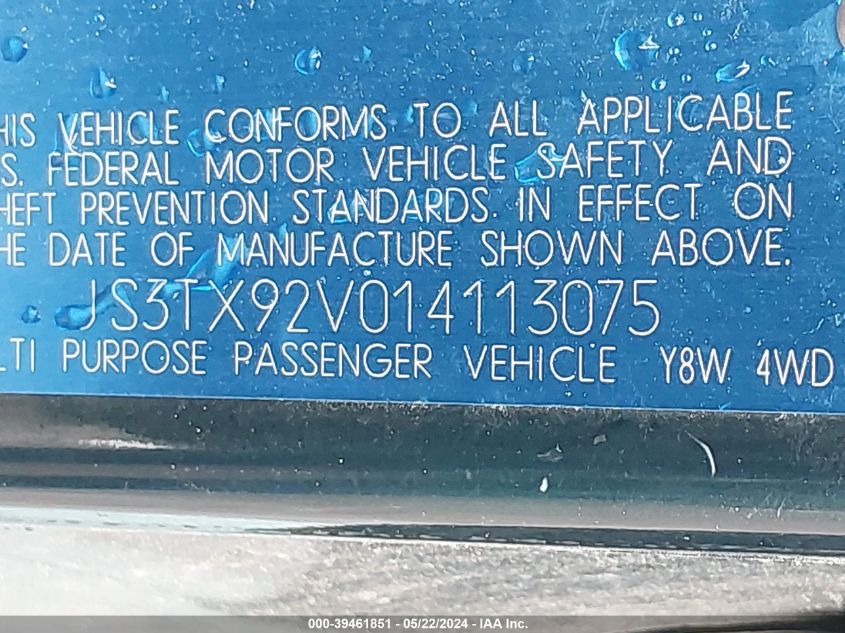 HIS VEHICLE CONFORMS TO ALL APPLICABLE
S. FEDERAL MOTOR VEHICLE SAFETY AND
HEFT PREVENTION STANDARDS IN EFFECT ON
HE DATE OF MANUFACTURE SHOWN ABOVE.
JS3TX92V014113075
LTI PURPOSE PASSENGER VEHICLE Y8W 4WD
000-39461851 / 05/22/2024 - IAA Inc.